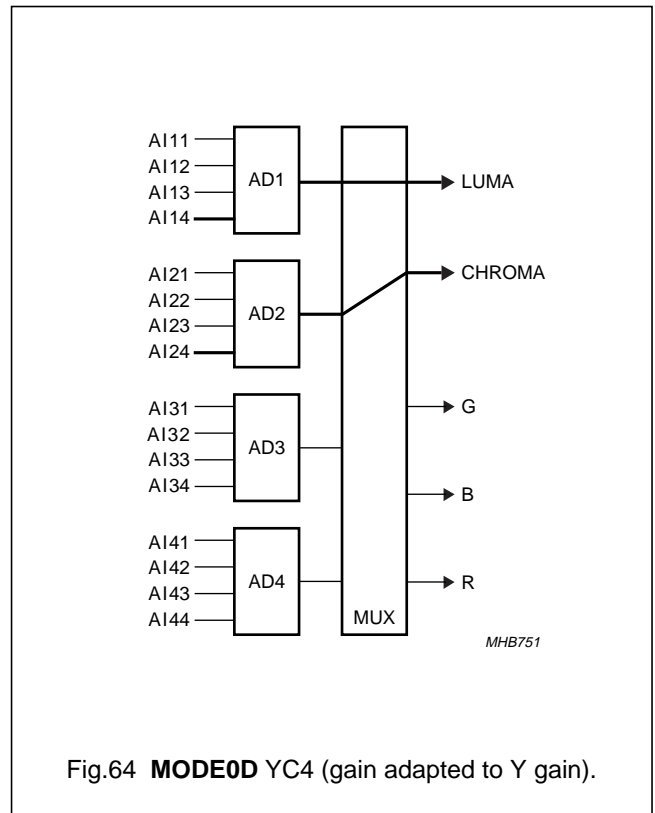 AI11
AI12
AI13
AI14
AD1
LUMA
AI21
AI22
AI23
AI24
AD2
CHROMA
AI31
AI32
AI33
AI34
AD3
G
B
AI41
AI42
AI43
AI44
AD4
R
MUX
MHB751
Fig.64 MODE0D YC4 (gain adapted to Y gain).